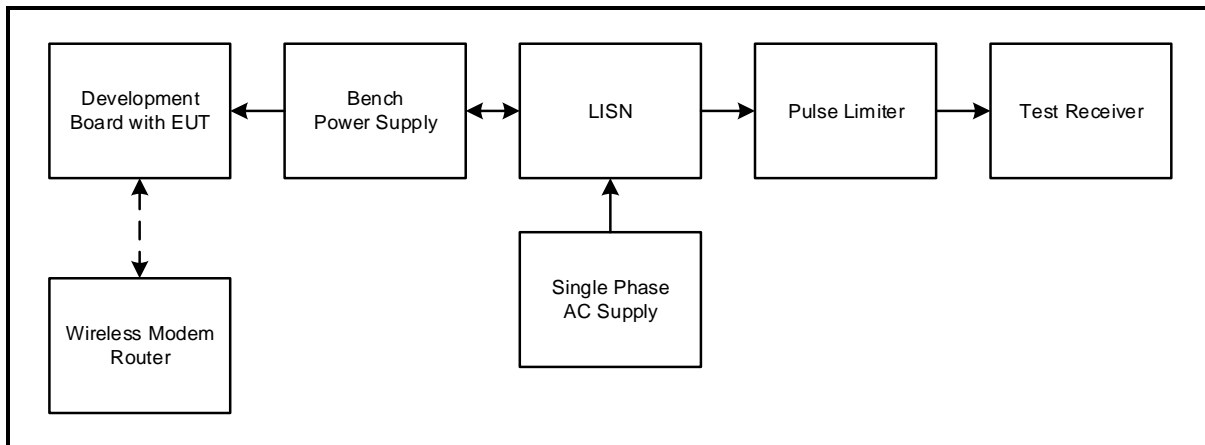 Development
Board with EUT
Bench
Power Supply
LISN
Pulse Limiter
Test Receiver
Wireless Modem
Router
Single Phase
AC Supply